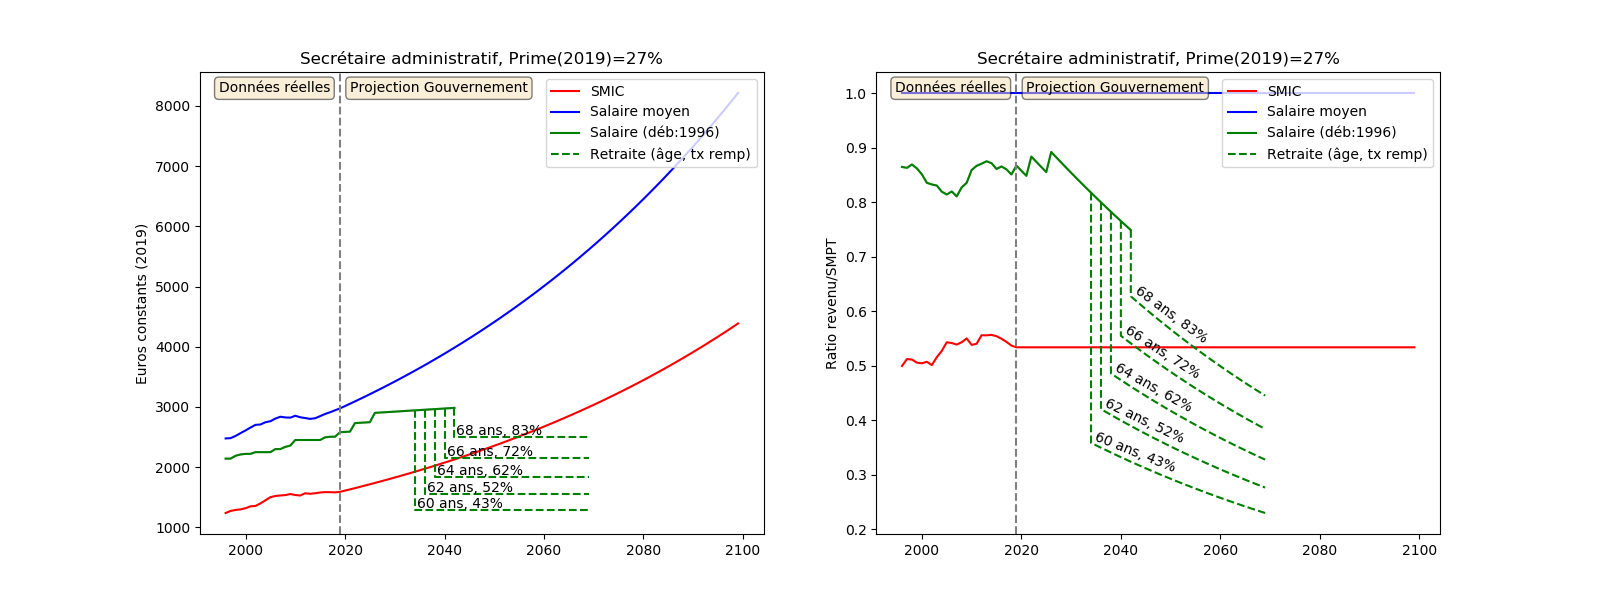 Secrétaire administratif, Prime(2019)=27%
Données réelles
Projection Gouvernement
SMIC
Salaire moyen
Salaire (déb:1996)
Retraite (âge, tx remp)
Euros constants (2019)
8000
7000
6000
5000
4000
3000
2000
1000
68 ans, 83%
66 ans, 72%
64 ans, 62%
62 ans, 52%
60 ans, 43%
2000
2020
2040
2060
2080
2100
Secrétaire administratif, Prime(2019)=27%
Données réelles
Projection Gouvernement
SMIC
Salaire moyen
Salaire (déb:1996)
Retraite (âge, tx remp)
Ratio revenu/SMPT
1.0
0.9
0.8
0.7
0.6
0.5
0.4
0.3
0.2
68 ans, 83%
66 ans, 72%
64 ans, 62%
62 ans, 52%
60 ans, 43%
2000
2020
2040
2060
2080
2100